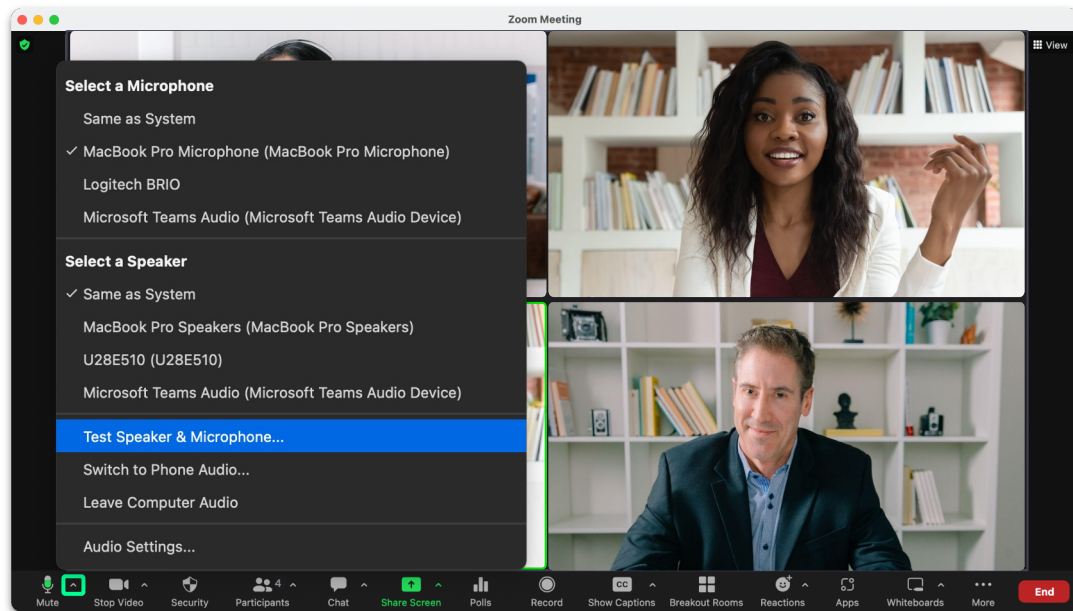 Zoom Meeting
View
Select a Microphone
Same as System
MacBook Pro Microphone (MacBook Pro Microphone)
Logitech BRIO
Microsoft Teams Audio (Microsoft Teams Audio Device)
Select a Speaker
Same as System
MacBook Pro Speakers (MacBook Pro Speakers)
U28E510 (U28E510)
Microsoft Teams Audio (Microsoft Teams Audio Device)
Test Speaker & Microphone...
Switch to Phone Audio...
Leave Computer Audio
Audio Settings...
4
CC
Mute Stop Video Security Participants Chat Share Screen Polls Record Show Captions Breakout Rooms Reactions Apps Whiteboards More End